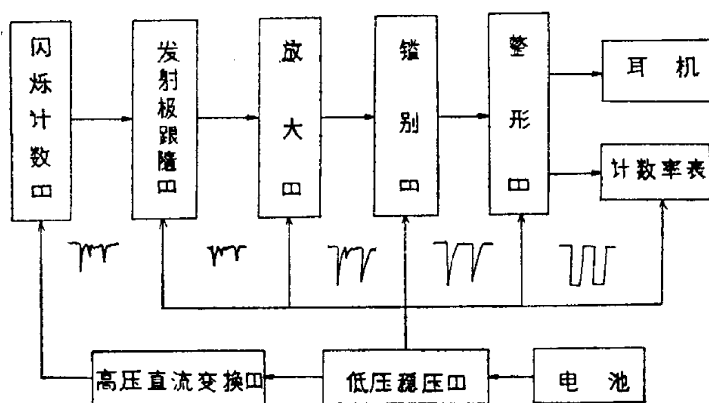 闪烁计数器
发射极跟随器
放大器
镒别器
整形器
耳机
计数率表
高压直流变换器
低压稳压器
电池